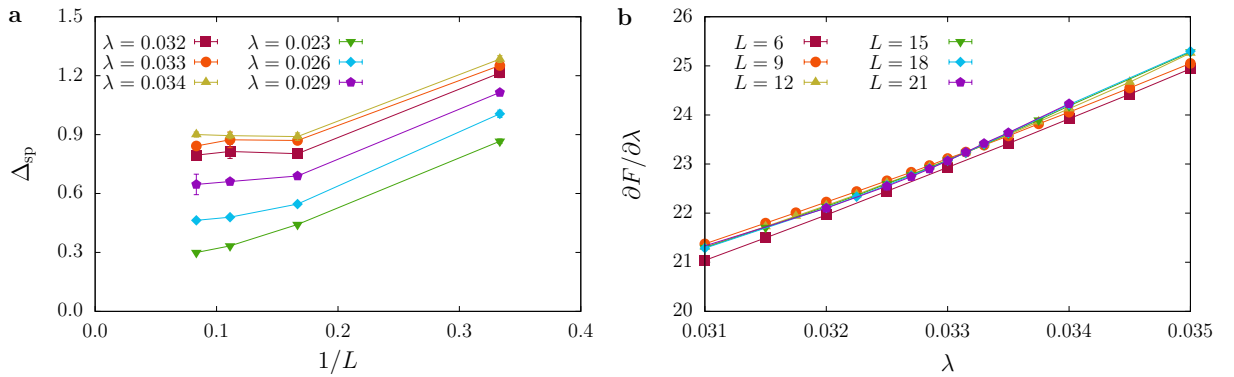 a
λ = 0.032 λ = 0.023
λ = 0.033 λ = 0.026
λ = 0.034 λ = 0.029
1.5
1.2
0.9
0.6
0.3
0.0
Δsp
0.0 0.1 0.2 0.3 0.4
1/L
b
L = 6 L = 15
L = 9 L = 18
L = 12 L = 21
26
25
24
23
22
21
20
∂F/∂λ
0.031 0.032 0.033 0.034 0.035
λ